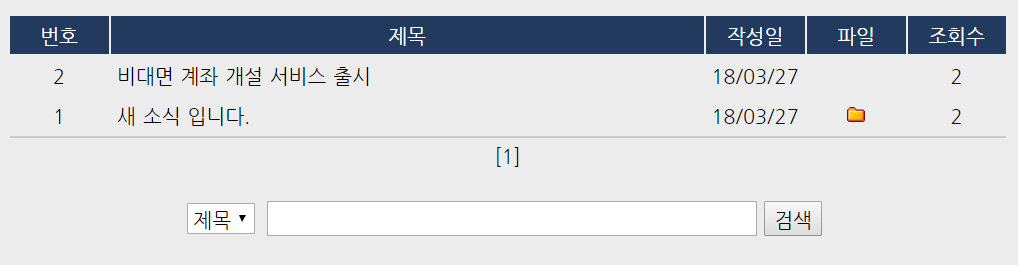 번호 제목 작성일 파일 조회수
2 비대면 계좌 개설 서비스 출시 18/03/27 2
1 새 소식 입니다. 18/03/27 2
[1]
제목 검색